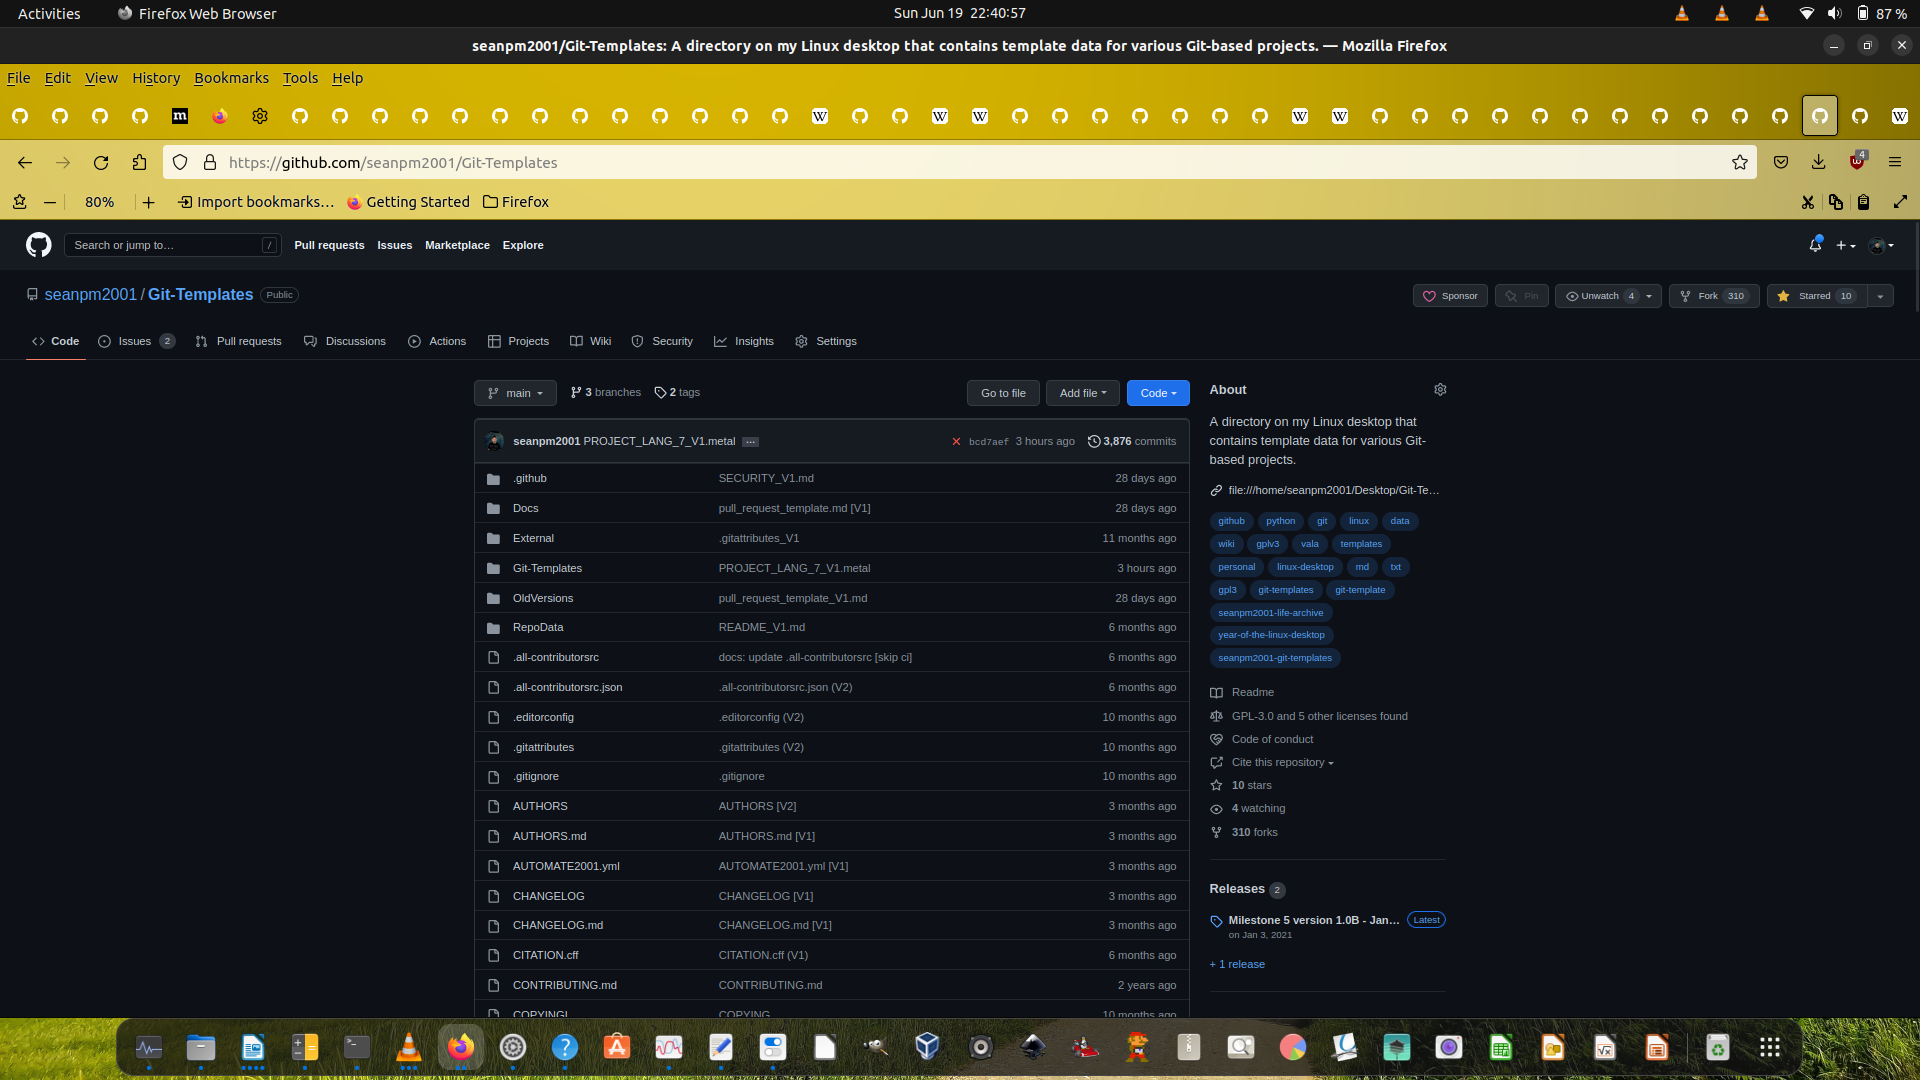 Activities
Firefox Web Browser
Sun Jun 19 22:40:57
87 %
seanpm2001/Git-Templates: A directory on my Linux desktop that contains template data for various Git-based projects. — Mozilla Firefox
File Edit View History Bookmarks Tools Help
https://github.com/seanpm2001/Git-Templates
4
80%
Import bookmarks…
Getting Started
Firefox
Search or jump to…
/
Pull requests
Issues
Marketplace
Explore
seanpm2001 / Git-Templates
Public
Sponsor
Pin
Unwatch 4
Fork 310
Starred 10
Code
Issues 2
Pull requests
Discussions
Actions
Projects
Wiki
Security
Insights
Settings
main
3 branches
2 tags
Go to file
Add file
Code
seanpm2001 PROJECT_LANG_7_V1.metal
bcd7aef 3 hours ago
3,876 commits
.github SECURITY_V1.md 28 days ago
Docs pull_request_template.md [V1] 28 days ago
External .gitattributes_V1 11 months ago
Git-Templates PROJECT_LANG_7_V1.metal 3 hours ago
OldVersions pull_request_template_V1.md 28 days ago
RepoData README_V1.md 6 months ago
.all-contributorsrc docs: update .all-contributorsrc [skip ci] 6 months ago
.all-contributorsrc.json .all-contributorsrc.json (V2) 6 months ago
.editorconfig .editorconfig (V2) 10 months ago
.gitattributes .gitattributes (V2) 10 months ago
.gitignore .gitignore 10 months ago
AUTHORS AUTHORS [V2] 3 months ago
AUTHORS.md AUTHORS.md [V1] 3 months ago
AUTOMATE2001.yml AUTOMATE2001.yml [V1] 3 months ago
CHANGELOG CHANGELOG [V1] 3 months ago
CHANGELOG.md CHANGELOG.md [V1] 3 months ago
CITATION.cff CITATION.cff (V1) 6 months ago
CONTRIBUTING.md CONTRIBUTING.md 2 years ago
COPYING 10 months ago
About
A directory on my Linux desktop that
contains template data for various Git-
based projects.
file:///home/seanpm2001/Desktop/Git-Te…
github python git linux data
wiki gplv3 vala templates
personal linux-desktop md txt
gpl3 git-templates git-template
seanpm2001-life-archive
year-of-the-linux-desktop
seanpm2001-git-templates
Readme
GPL-3.0 and 5 other licenses found
Code of conduct
Cite this repository
10 stars
4 watching
310 forks
Releases 2
Milestone 5 version 1.0B - Jan…
Latest
on Jan 3, 2021
+ 1 release